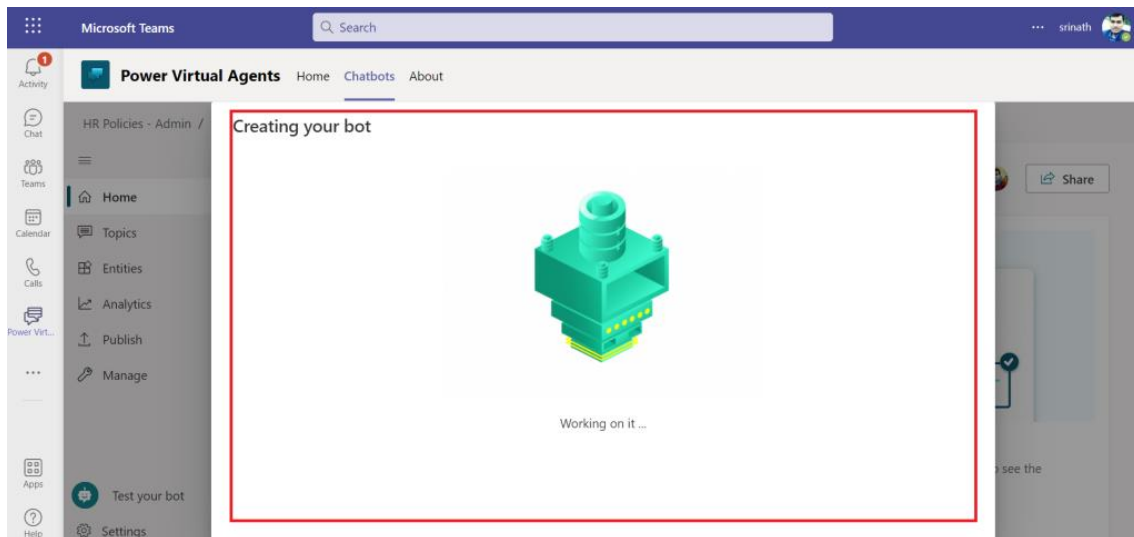 Microsoft Teams
Search
... srinath
1
Activity
Power Virtual Agents Home Chatbots About
Chat
HR Policies - Admin /
Creating your bot
Teams
Share
Home
Calendar
Topics
Calls
Entities
Analytics
Power Virt...
Publish
...
Manage
Working on it ...
Apps
Test your bot
to see the
Help
Settings